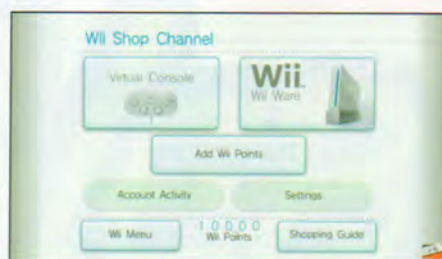 Wii Shop Channel
Virtual Console
Wii
Wii Ware
Add Wii Points
Account Activity
Settings
Wii Menu
10000
Wii Points
Shopping Guide